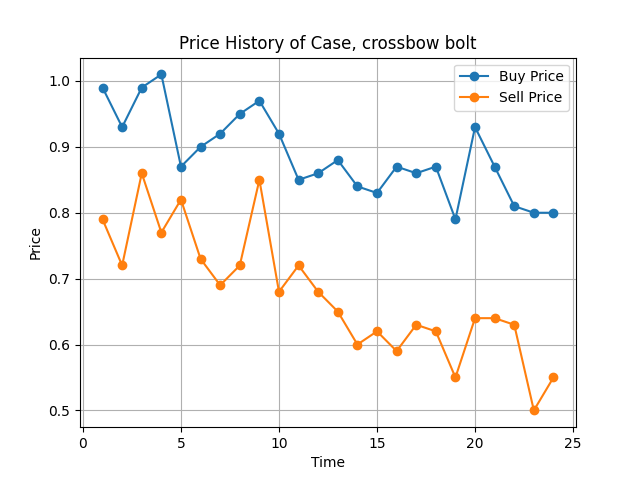 Price History of Case, crossbow bolt
Buy Price
Sell Price
1.0
0.9
0.8
0.7
0.6
0.5
Price
0 5 10 15 20 25
Time